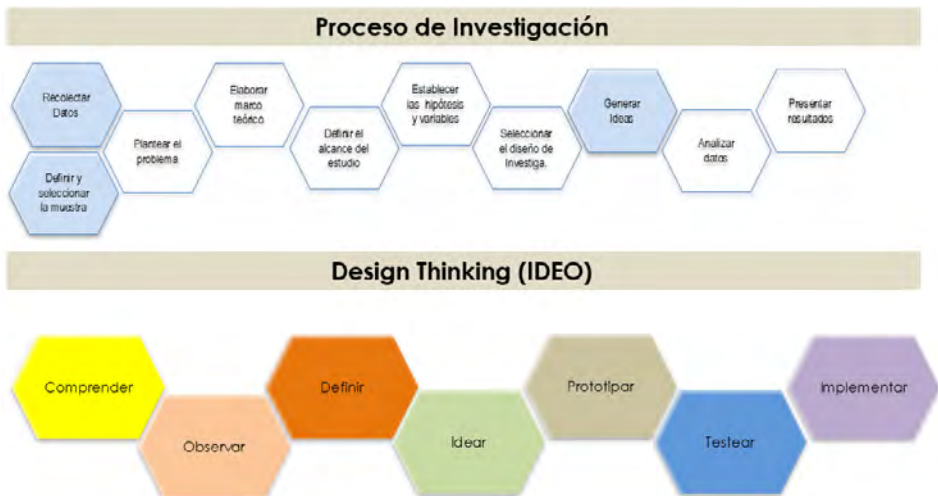 Proceso de Investigación
Recolectar
Datos
Definir y
seleccionar
la muestra
Plantear el
problema
Elaborar
marco
teórico
Definir el
alcance del
estudio
Establecer
las hipótesis
y variables
Seleccionar
el diseño de
Investiga.
Generar
Ideas
Analizar
datos
Presentar
resultados
Design Thinking (IDEO)
Comprender
Observar
Definir
Idear
Prototipar
Testear
Implementar